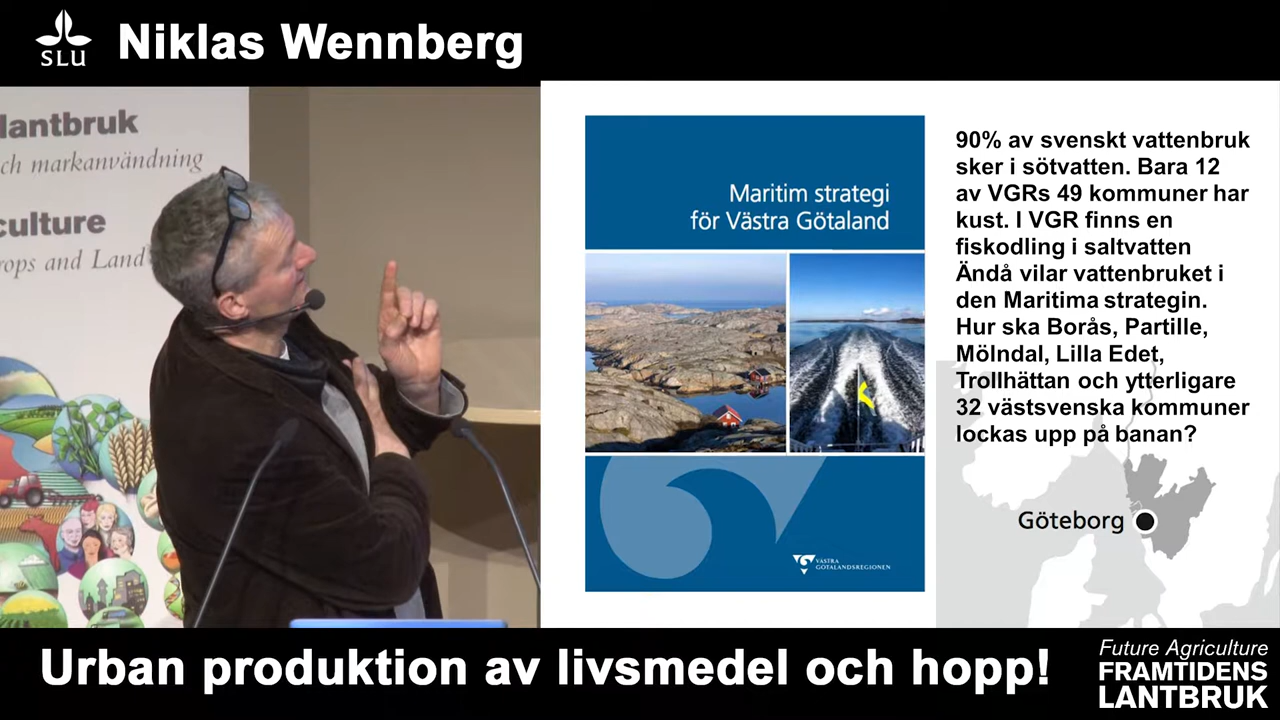 SLU
Niklas Wennberg
lantbruk
ch markanvändning
culture
rops and Land
Maritim strategi
för Västra Götaland
VÄSTRA
GÖTALANDSREGIONEN
90% av svenskt vattenbruk
sker i sötvatten. Bara 12
av VGRs 49 kommuner har
kust. I VGR finns en
fiskodling i saltvatten
Ändå vilar vattenbruket i
den Maritima strategin.
Hur ska Borås, Partille,
Mölndal, Lilla Edet,
Trollhättan och ytterligare
32 västsvenska kommuner
lockas upp på banan?
Göteborg
Urban produktion av livsmedel och hopp!
Future Agriculture
FRAMTIDENS
LANTBRUK